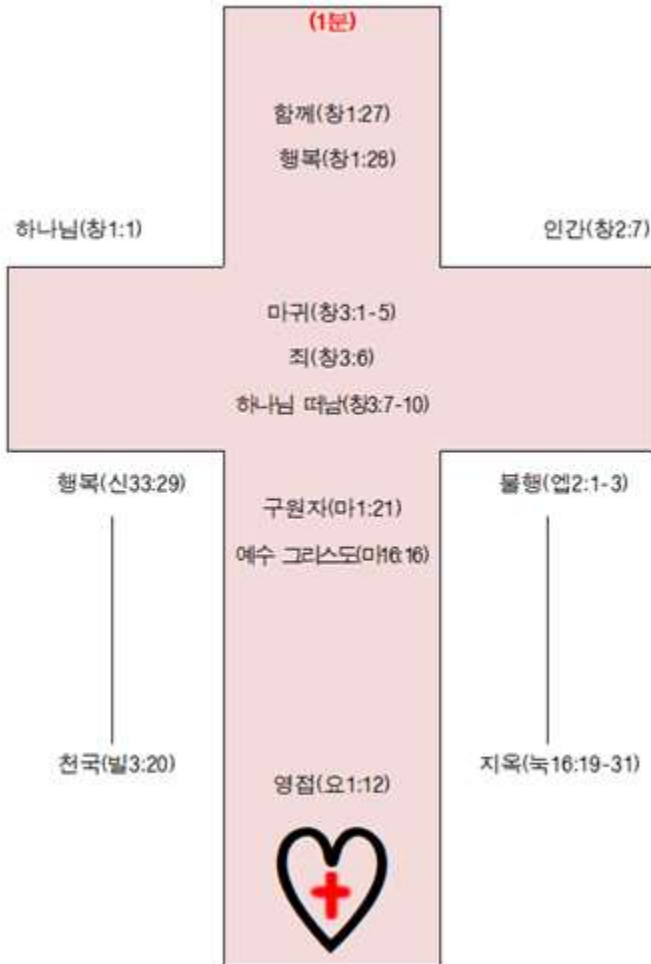 (1분)
함께(창1:27)
행복(창1:28)
하나님(창1:1)
인간(창2:7)
마귀(창3:1-5)
죄(창3:6)
하나님 떠남(창3:7-10)
행복(신33:29)
불행(엡2:1-3)
구원자(마1:21)
예수 그리스도(마16:16)
천국(빌3:20)
지옥(눅16:19-31)
영접(요1:12)